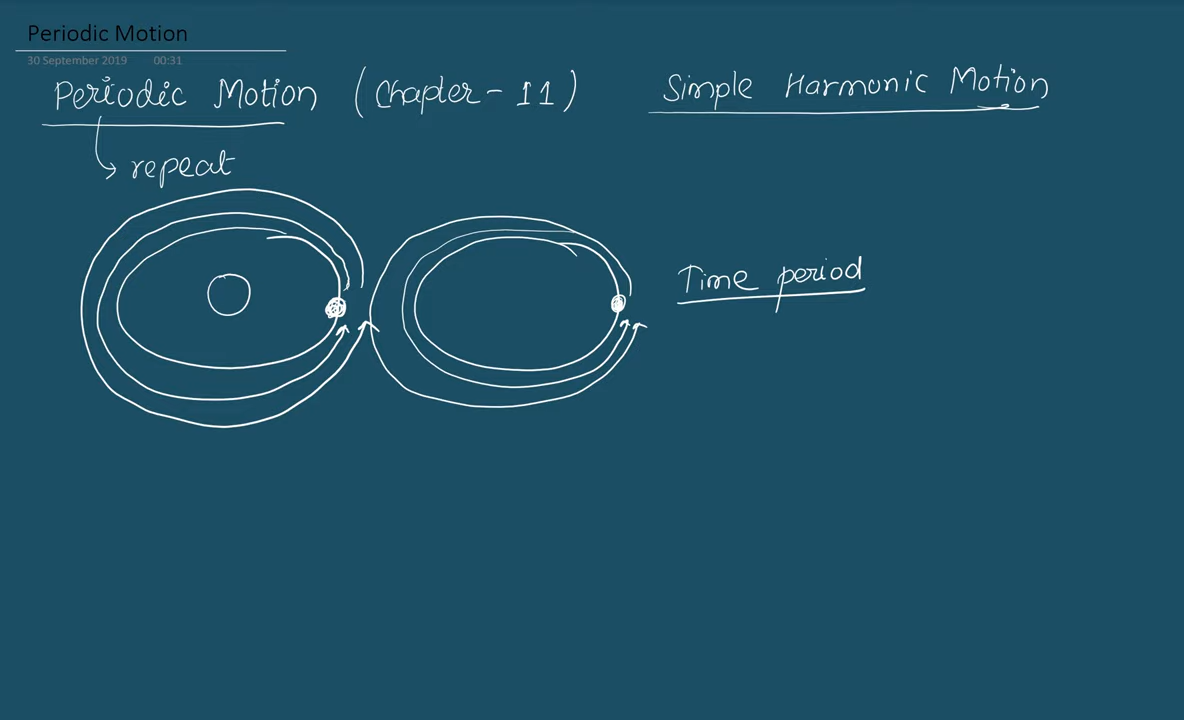 Periodic Motion
30 September 2019 00:31
Periodic Motion (Chapter - 11) Simple Harmonic Motion
repeat
Time period